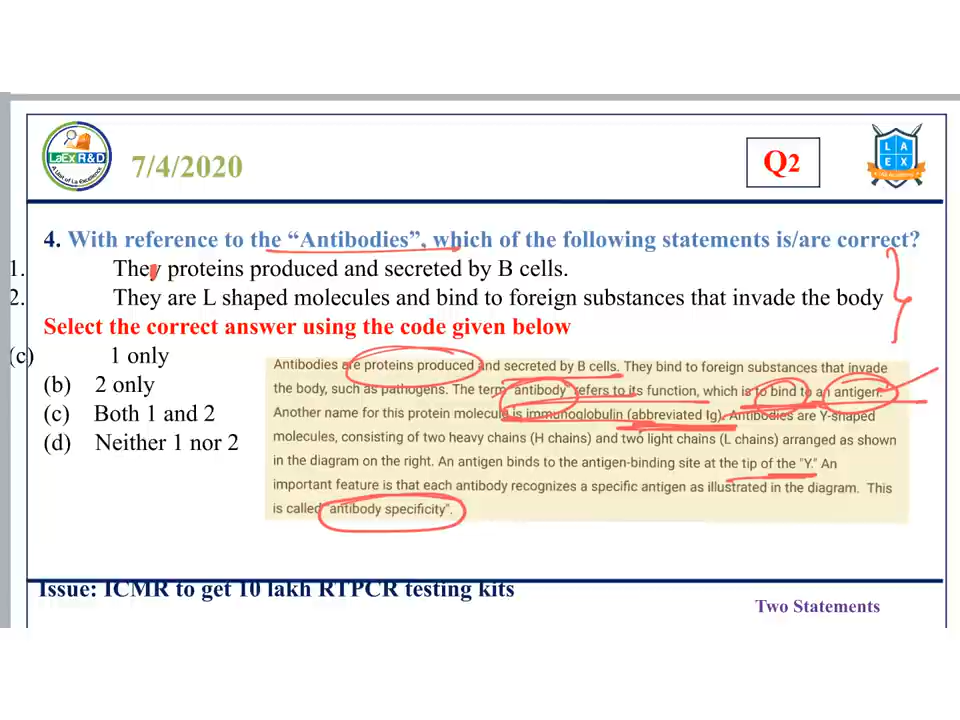 LaEx R&D
A Unit of La Excellence
7/4/2020
Q2
L A
E X
4. With reference to the “Antibodies”, which of the following statements is/are correct?
1. They proteins produced and secreted by B cells.
2. They are L shaped molecules and bind to foreign substances that invade the body
Select the correct answer using the code given below
(c) 1 only
(b) 2 only
(c) Both 1 and 2
(d) Neither 1 nor 2
Antibodies are proteins produced and secreted by B cells. They bind to foreign substances that invade
the body, such as pathogens. The term "antibody" refers to its function, which is to bind to an antigen.
Another name for this protein molecule is immunoglobulin (abbreviated Ig). Antibodies are Y-shaped
molecules, consisting of two heavy chains (H chains) and two light chains (L chains) arranged as shown
in the diagram on the right. An antigen binds to the antigen-binding site at the tip of the "Y." An
important feature is that each antibody recognizes a specific antigen as illustrated in the diagram. This
is called "antibody specificity".
Issue: ICMR to get 10 lakh RTPCR testing kits
Two Statements